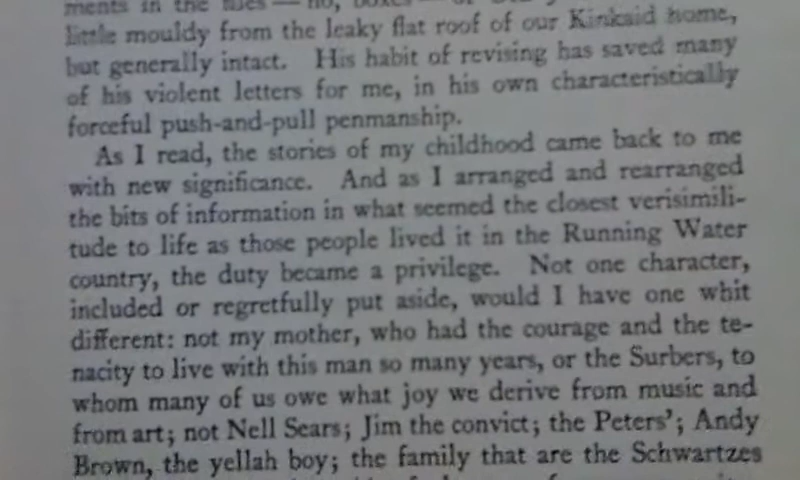 ments in the
little mouldy from the leaky flat roof of our Kinkaid home,
but generally intact. His habit of revising has saved many
of his violent letters for me, in his own characteristically
forceful push-and-pull penmanship.
As I read, the stories of my childhood came back to me
with new significance. And as I arranged and rearranged
the bits of information in what seemed the closest verisimili-
tude to life as those people lived it in the Running Water
country, the duty became a privilege. Not one character,
included or regretfully put aside, would I have one whit
different: not my mother, who had the courage and the te-
nacity to live with this man so many years, or the Surbers, to
whom many of us owe what joy we derive from music and
from art; not Nell Sears; Jim the convict; the Peters'; Andy
Brown, the yellah boy; the family that are the Schwartzes